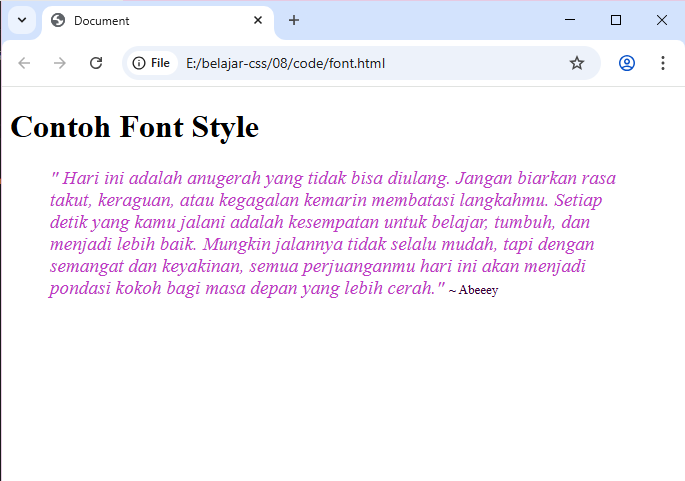 Document
File
E:/belajar-css/08/code/font.html
Contoh Font Style
" Hari ini adalah anugerah yang tidak bisa diulang. Jangan biarkan rasa
takut, keraguan, atau kegagalan kemarin membatasi langkahmu. Setiap
detik yang kamu jalani adalah kesempatan untuk belajar, tumbuh, dan
menjadi lebih baik. Mungkin jalannya tidak selalu mudah, tapi dengan
semangat dan keyakinan, semua perjuanganmu hari ini akan menjadi
pondasi kokoh bagi masa depan yang lebih cerah." ~ Abeeey